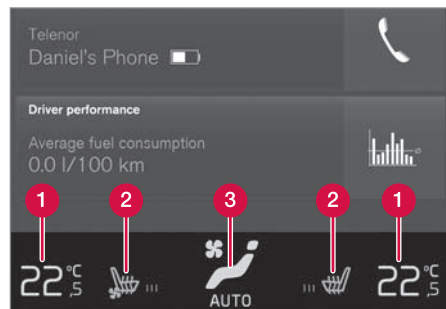 Telenor
Daniel's Phone
Driver performance
Average fuel consumption
0.0 l/100 km
1 2 3 2 1
22°C,5 22°C,5
AUTO